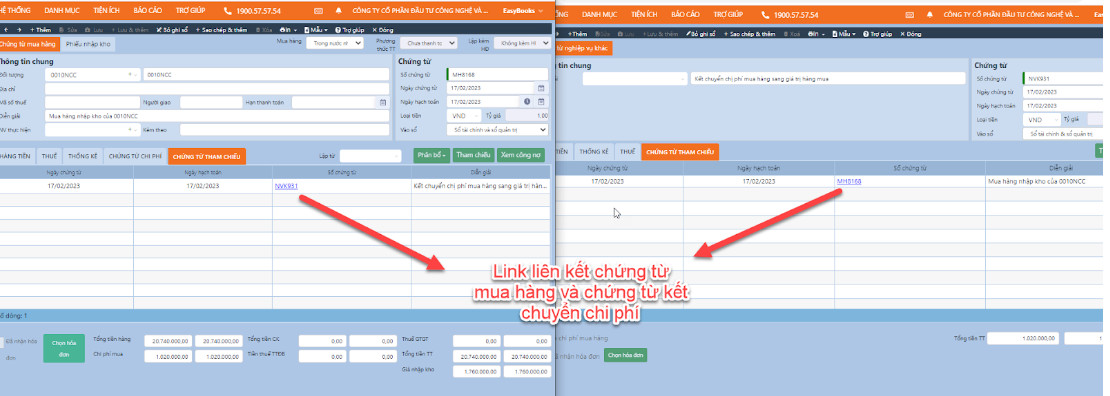 HỆ THỐNG DANH MỤC TIỆN ÍCH BÁO CÁO TRỢ GIÚP 1900.57.57.54 CÔNG TY CỔ PHẦN ĐẦU TƯ CÔNG NGHỆ VÀ ... EasyBooks
+Thêm Sửa Lưu Lưu & thêm Bỏ ghi sổ + Sao chép & thêm Xóa In Mẫu Trợ giúp × Đóng
Chứng từ mua hàng Phiếu nhập kho Mua hàng Trong nước n Phương thức TT Chưa thanh to Lập kèm HĐ Không kèm HĐ
Thông tin chung Chứng từ
Đối tượng 0010NCC 0010NCC Số chứng từ MH8168
Địa chỉ Ngày chứng từ 17/02/2023
Mã số thuế Người giao Hạn thanh toán Ngày hạch toán 17/02/2023
Diễn giải Mua hàng nhập kho của 0010NCC Loại tiền VND Tỷ giá 1.00
NV thực hiện Kèm theo Vào sổ Sổ tài chính và sổ quản trị
HÀNG TIỀN THUẾ THỐNG KÊ CHỨNG TỪ CHI PHÍ CHỨNG TỪ THAM CHIẾU Lập từ Phân bổ Tham chiếu Xem công nợ
Ngày chứng từ Ngày hạch toán Số chứng từ Diễn giải
17/02/2023 17/02/2023 NVK931 Kết chuyển chi phí mua hàng sang giá trị hàn...
Số dòng: 1
Đã nhận hóa đơn Chọn hóa đơn
Tổng tiền hàng 20.740.000,00 20.740.000,00 Tổng tiền CK 0,00 0,00 Thuế GTGT 0,00 0,00
Chi phí mua 1.020.000,00 1.020.000,00 Tiền thuế TTĐB 0,00 0,00 Tổng tiền TT 20.740.000,00 20.740.000,00
Giá nhập kho 1.760.000,00 1.760.000,00
THỐNG DANH MỤC TIỆN ÍCH BÁO CÁO TRỢ GIÚP 1900.57.57.54 CÔNG TY CỔ PHẦN ĐẦU TƯ CÔNG NGHỆ VÀ A...
+Thêm Sửa Lưu Lưu & thêm Bỏ ghi sổ + Sao chép & thêm Xoá In Mẫu Trợ giúp × Đóng
từ nghiệp vụ khác
tin chung Chứng từ
Kết chuyển chi phí mua hàng sang giá trị hàng mua Số chứng từ NVK931
Ngày chứng từ 17/02/2023
Ngày hạch toán 17/02/2023
Loại tiền VND Tỷ giá
Vào sổ Sổ tài chính & sổ quản trị
TIỀN THỐNG KÊ THUẾ CHỨNG TỪ THAM CHIẾU
Ngày chứng từ Ngày hạch toán Số chứng từ Diễn giải
17/02/2023 17/02/2023 MH8168 Mua hàng nhập kho của 0010NCC
chi phí mua hàng Tổng tiền TT 1.020.000,00
nhận hóa đơn Chọn hóa đơn
Link liên kết chứng từ
mua hàng và chứng từ kết
chuyển chi phí